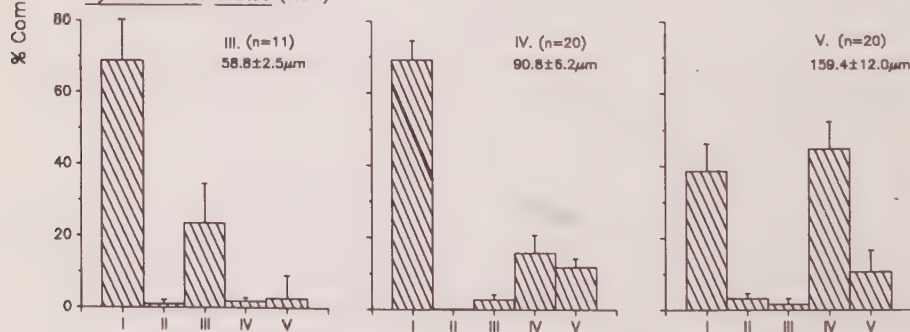 % Com
80
60
40
20
0
III. (n=11)
58.8±2.5μm
I II III IV V
IV. (n=20)
90.8±6.2μm
I II III IV V
V. (n=20)
159.4±12.0μm
I II III IV V